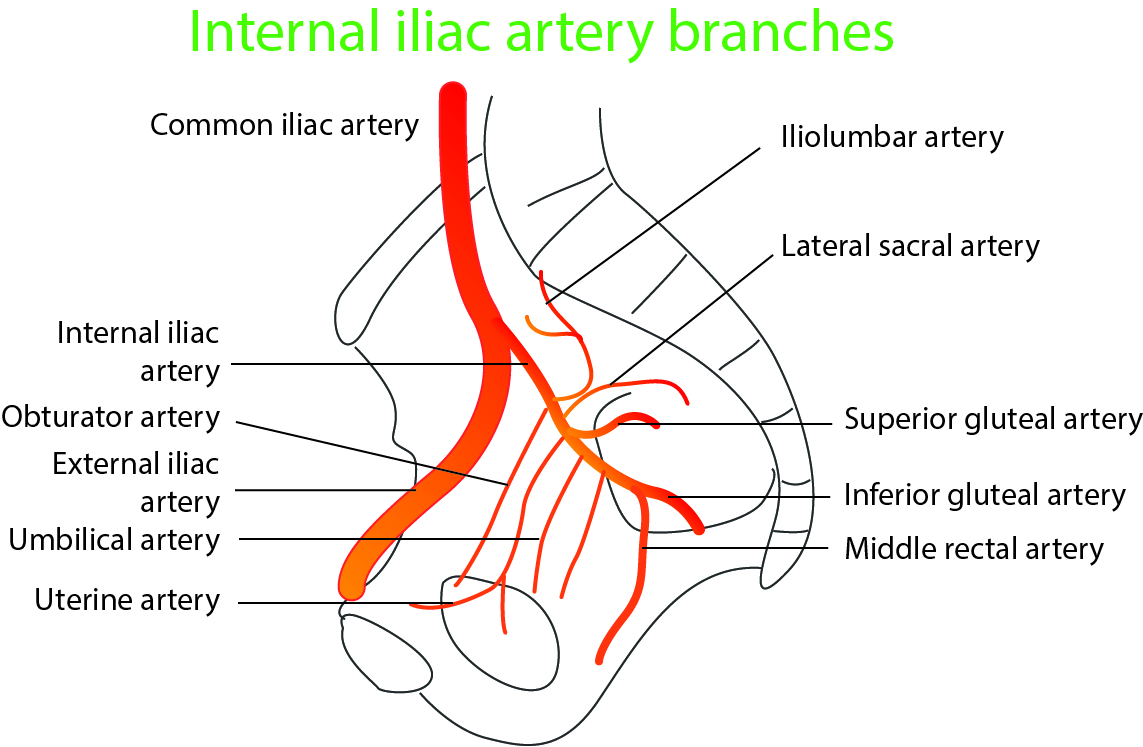 Internal iliac artery branches
Common iliac artery
Iliolumbar artery
Lateral sacral artery
Internal iliac
artery
Obturator artery
External iliac
artery
Umbilical artery
Uterine artery
Superior gluteal artery
Inferior gluteal artery
Middle rectal artery